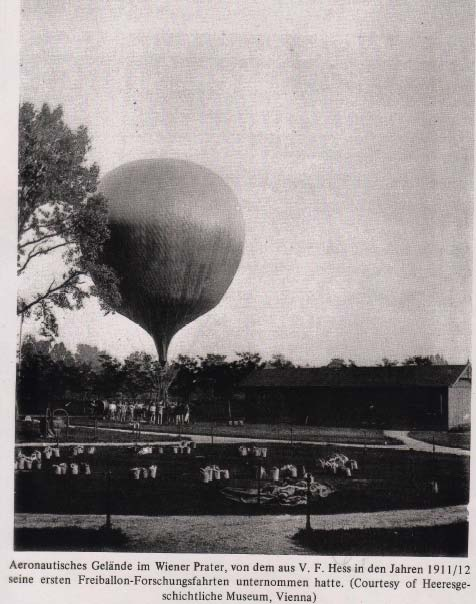 Aeronautisches Gelände im Wiener Prater, von dem aus V. F. Hess in den Jahren 1911/12
seine ersten Freiballon-Forschungsfahrten unternommen hatte. (Courtesy of Heeresge-
schichtliche Museum, Vienna)